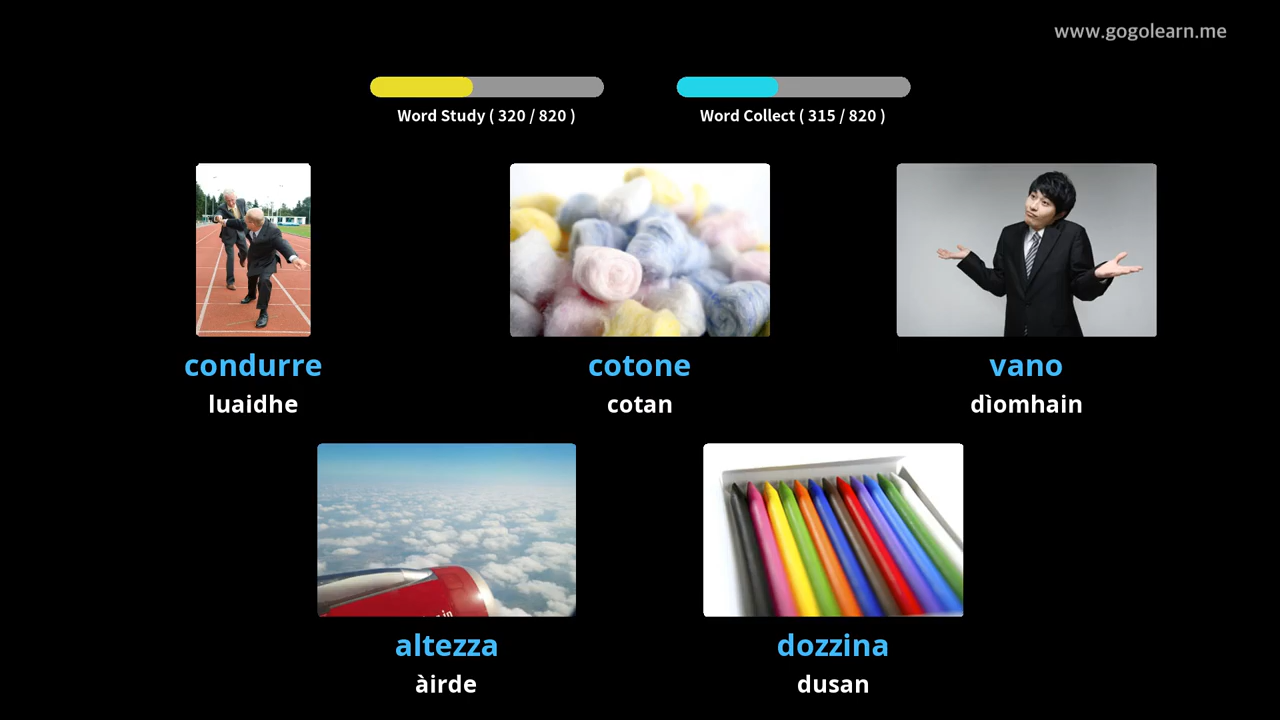 www.gogolearn.me
Word Study ( 320 / 820 )
Word Collect ( 315 / 820 )
condurre
luaidhe
cotone
cotan
vano
dìomhain
altezza
àirde
dozzina
dusan